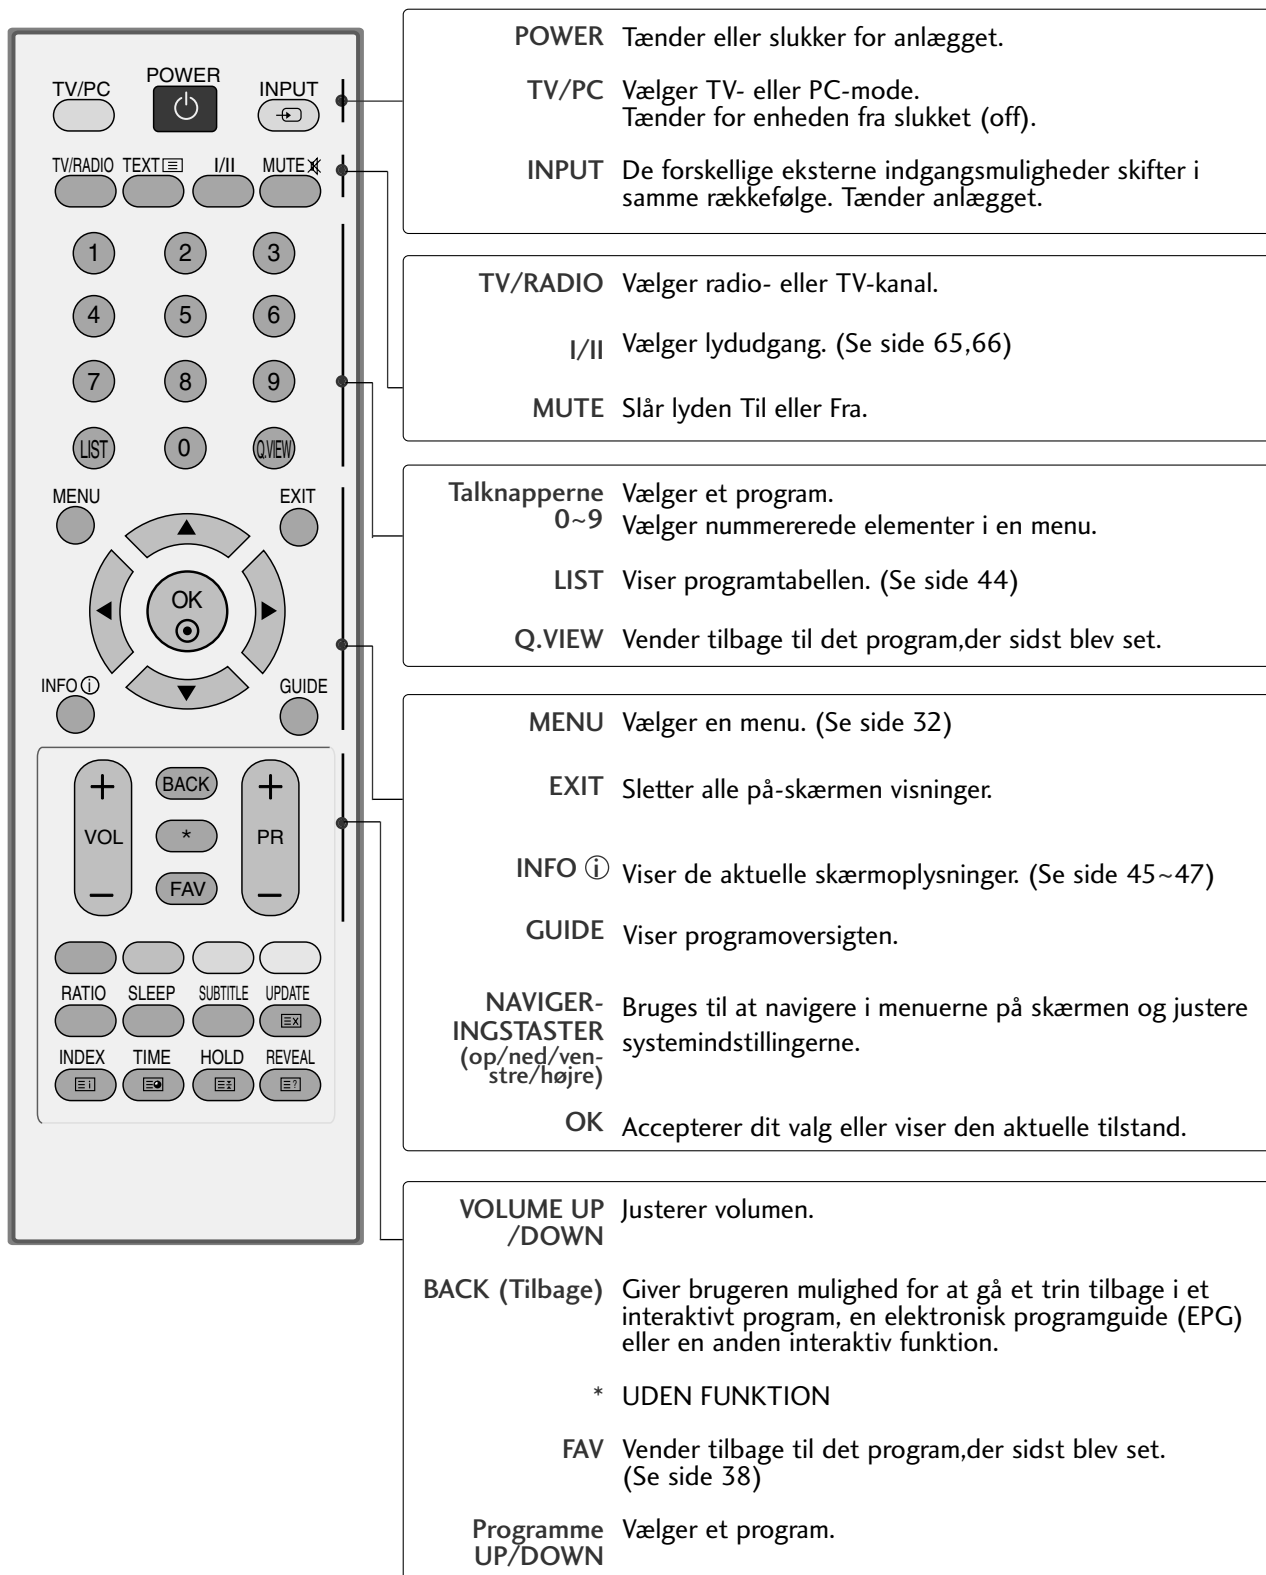 POWER
TV/PC
INPUT
TV/RADIO TEXT I/II MUTE
1 2 3
4 5 6
7 8 9
LIST 0 Q.VIEW
MENU EXIT
OK
INFO i GUIDE
+ BACK +
VOL * PR
− FAV −
RATIO SLEEP SUBTITLE UPDATE
INDEX TIME HOLD REVEAL
POWER Tænder eller slukker for anlægget.
TV/PC Vælger TV- eller PC-mode.
Tænder for enheden fra slukket (off).
INPUT De forskellige eksterne indgangsmuligheder skifter i
samme rækkefølge. Tænder anlægget.
TV/RADIO Vælger radio- eller TV-kanal.
I/II Vælger lydudgang. (Se side 65,66)
MUTE Slår lyden Til eller Fra.
Talknapperne Vælger et program.
0~9 Vælger nummererede elementer i en menu.
LIST Viser programtabellen. (Se side 44)
Q.VIEW Vender tilbage til det program,der sidst blev set.
MENU Vælger en menu. (Se side 32)
EXIT Sletter alle på-skærmen visninger.
INFO i Viser de aktuelle skærmoplysninger. (Se side 45~47)
GUIDE Viser programoversigten.
NAVIGER- Bruges til at navigere i menuerne på skærmen og justere
INGSTASTER systemindstillingerne.
(op/ned/ven-
stre/højre)
OK Accepterer dit valg eller viser den aktuelle tilstand.
VOLUME UP Justerer volumen.
/DOWN
BACK (Tilbage) Giver brugeren mulighed for at gå et trin tilbage i et
interaktivt program, en elektronisk programguide (EPG)
eller en anden interaktiv funktion.
* UDEN FUNKTION
FAV Vender tilbage til det program,der sidst blev set.
(Se side 38)
Programme Vælger et program.
UP/DOWN